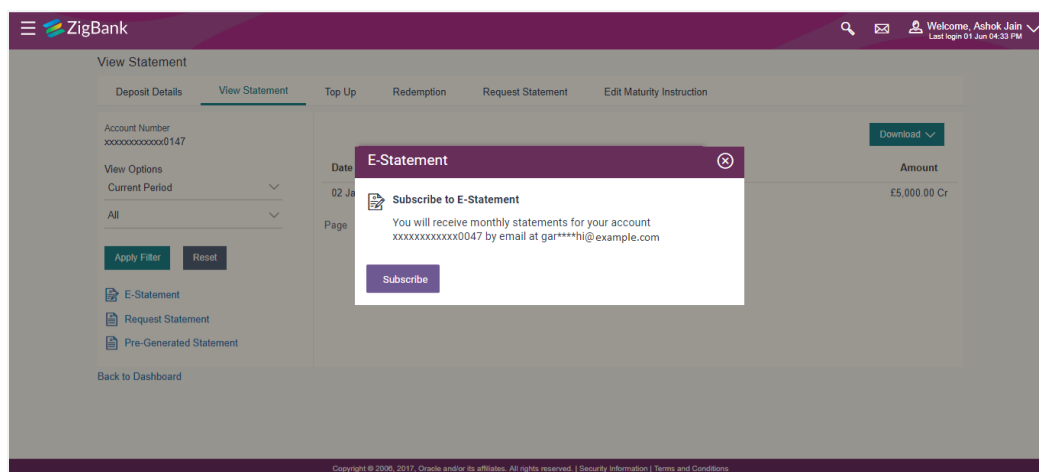 ZigBank
Welcome, Ashok Jain
Last login 01 Jun 04:33 PM
View Statement
Deposit Details View Statement Top Up Redemption Request Statement Edit Maturity Instruction
Account Number
xxxxxxxxxxxx0147
Download
View Options
Date
Amount
Current Period
02 Ja
£5,000.00 Cr
All
Page
Apply Filter Reset
E-Statement
Request Statement
Pre-Generated Statement
Back to Dashboard
E-Statement
Subscribe to E-Statement
You will receive monthly statements for your account
xxxxxxxxxxxx0047 by email at gar****hi@example.com
Subscribe
Copyright © 2006, 2017, Oracle and/or its affiliates. All rights reserved. | Security Information | Terms and Conditions